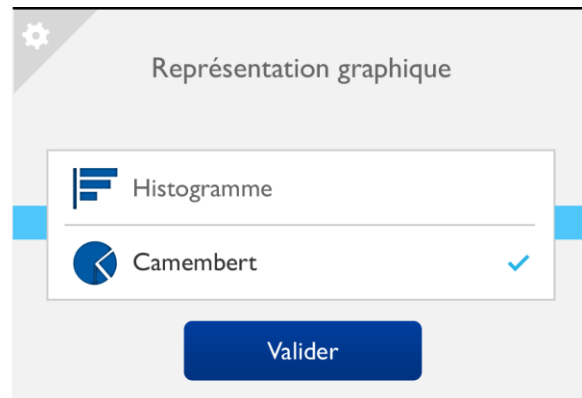 Représentation graphique
Histogramme
Camembert
Valider